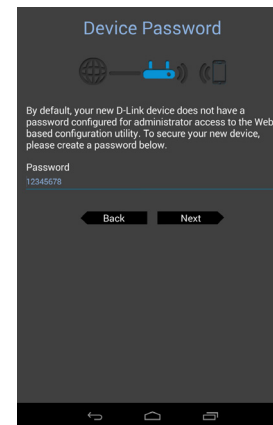 Device Password
By default, your new D-Link device does not have a
password configured for administrator access to the Web
based configuration utility. To secure your new device,
please create a password below.
Password
12345678
Back Next